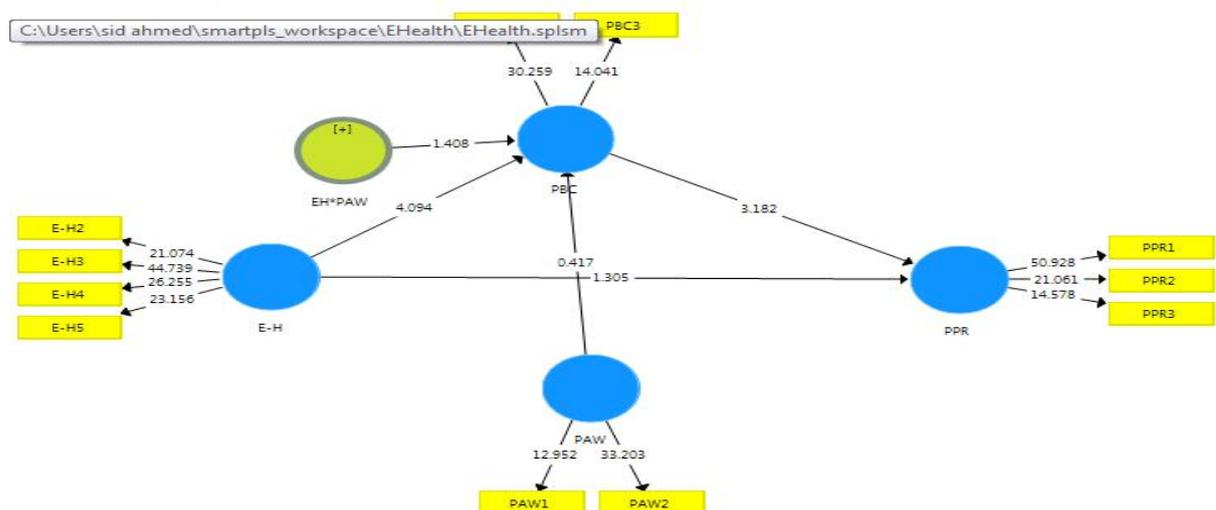 C:\Users\sid ahmed\smartpls_workspace\EHealth\EHealth.splsm
PBC3
30.259
14.041
[+]
1.408
EH*PAW
PBC
4.094
3.182
E-H2
E-H3
E-H4
E-H5
21.074
44.739
26.255
23.156
E-H
0.417
1.305
50.928
21.061
14.578
PPR1
PPR2
PPR3
PPR
PAW
12.952
33.203
PAW1
PAW2